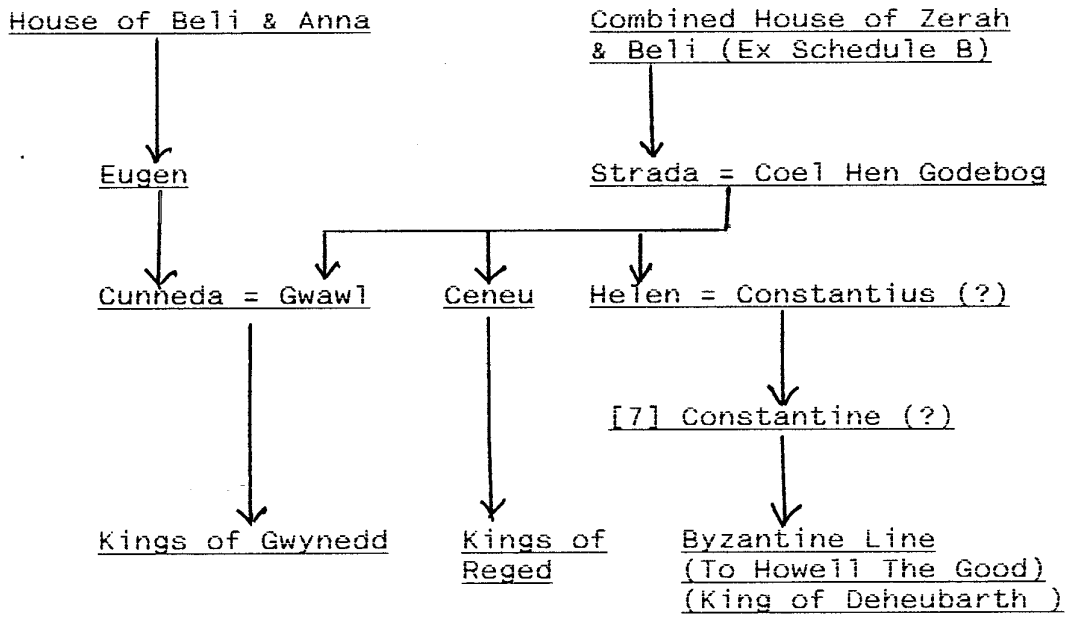 House of Beli & Anna
Combined House of Zerah
& Beli (Ex Schedule B)
Eugen
Strada = Coel Hen Godebog
Cunneda = Gwawl
Ceneu
Helen = Constantius (?)
[7] Constantine (?)
Kings of Gwynedd
Kings of
Reged
Byzantine Line
(To Howell The Good)
(King of Deheubarth )